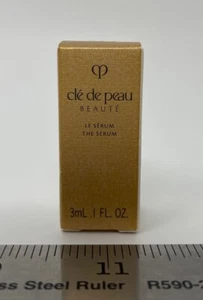 clé de peau
BEAUTÉ
LE SÉRUM
THE SERUM
3mL .1 FL. OZ.
11
ss Steel Ruler R590-